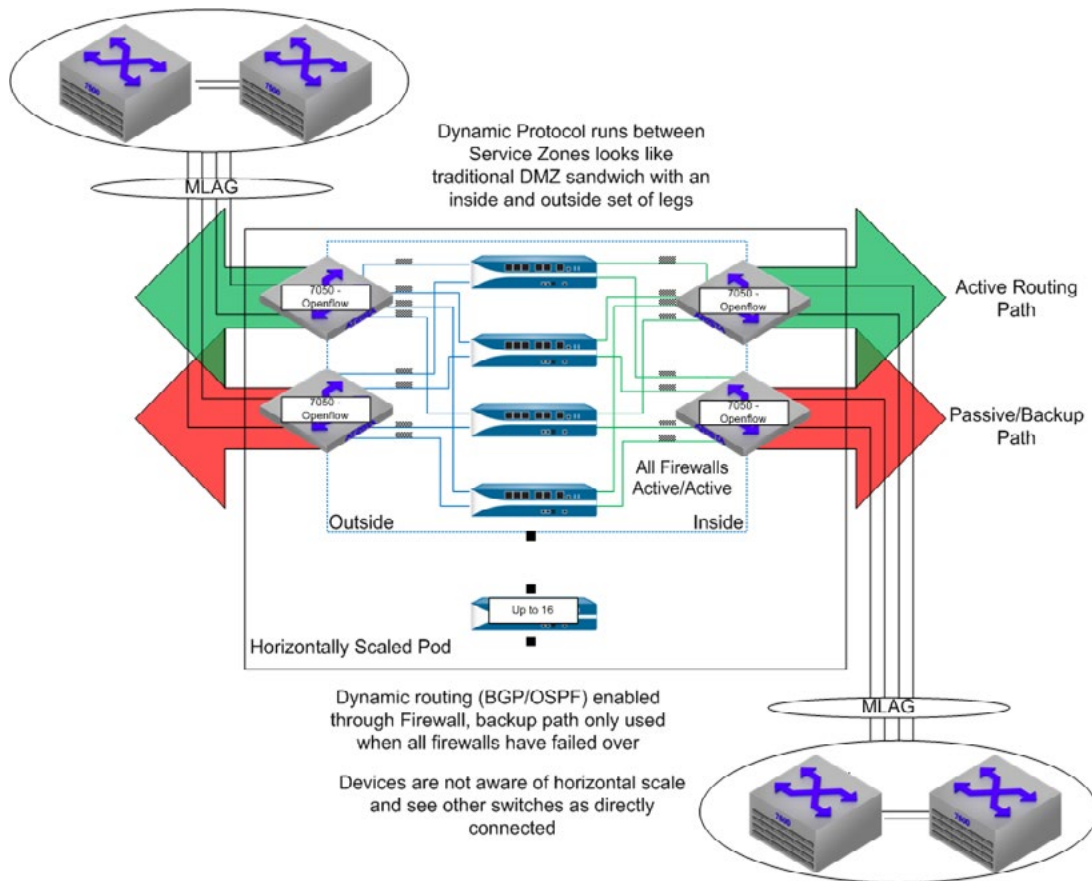 7500
7500
MLAG
Dynamic Protocol runs between
Service Zones looks like
traditional DMZ sandwich with an
inside and outside set of legs
7050 -
Openflow
7050 -
Openflow
Active Routing
Path
7050 -
Openflow
7050 -
Openflow
Passive/Backup
Path
All Firewalls
Active/Active
Outside
Inside
Up to 16
Horizontally Scaled Pod
Dynamic routing (BGP/OSPF) enabled
through Firewall, backup path only used
when all firewalls have failed over
MLAG
Devices are not aware of horizontal scale
and see other switches as directly
connected
7500
7500